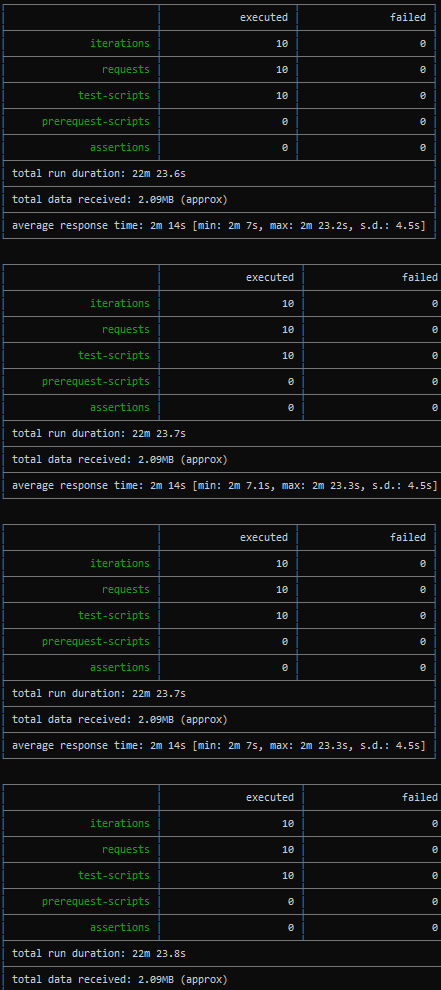 executed failed
iterations 10 0
requests 10 0
test-scripts 10 0
prerequest-scripts 0 0
assertions 0 0
total run duration: 22m 23.6s
total data received: 2.09MB (approx)
average response time: 2m 14s [min: 2m 7s, max: 2m 23.2s, s.d.: 4.5s]
executed failed
iterations 10 0
requests 10 0
test-scripts 10 0
prerequest-scripts 0 0
assertions 0 0
total run duration: 22m 23.7s
total data received: 2.09MB (approx)
average response time: 2m 14s [min: 2m 7.1s, max: 2m 23.3s, s.d.: 4.5s]
executed failed
iterations 10 0
requests 10 0
test-scripts 10 0
prerequest-scripts 0 0
assertions 0 0
total run duration: 22m 23.7s
total data received: 2.09MB (approx)
average response time: 2m 14s [min: 2m 7s, max: 2m 23.3s, s.d.: 4.5s]
executed failed
iterations 10 0
requests 10 0
test-scripts 10 0
prerequest-scripts 0 0
assertions 0 0
total run duration: 22m 23.8s
total data received: 2.09MB (approx)